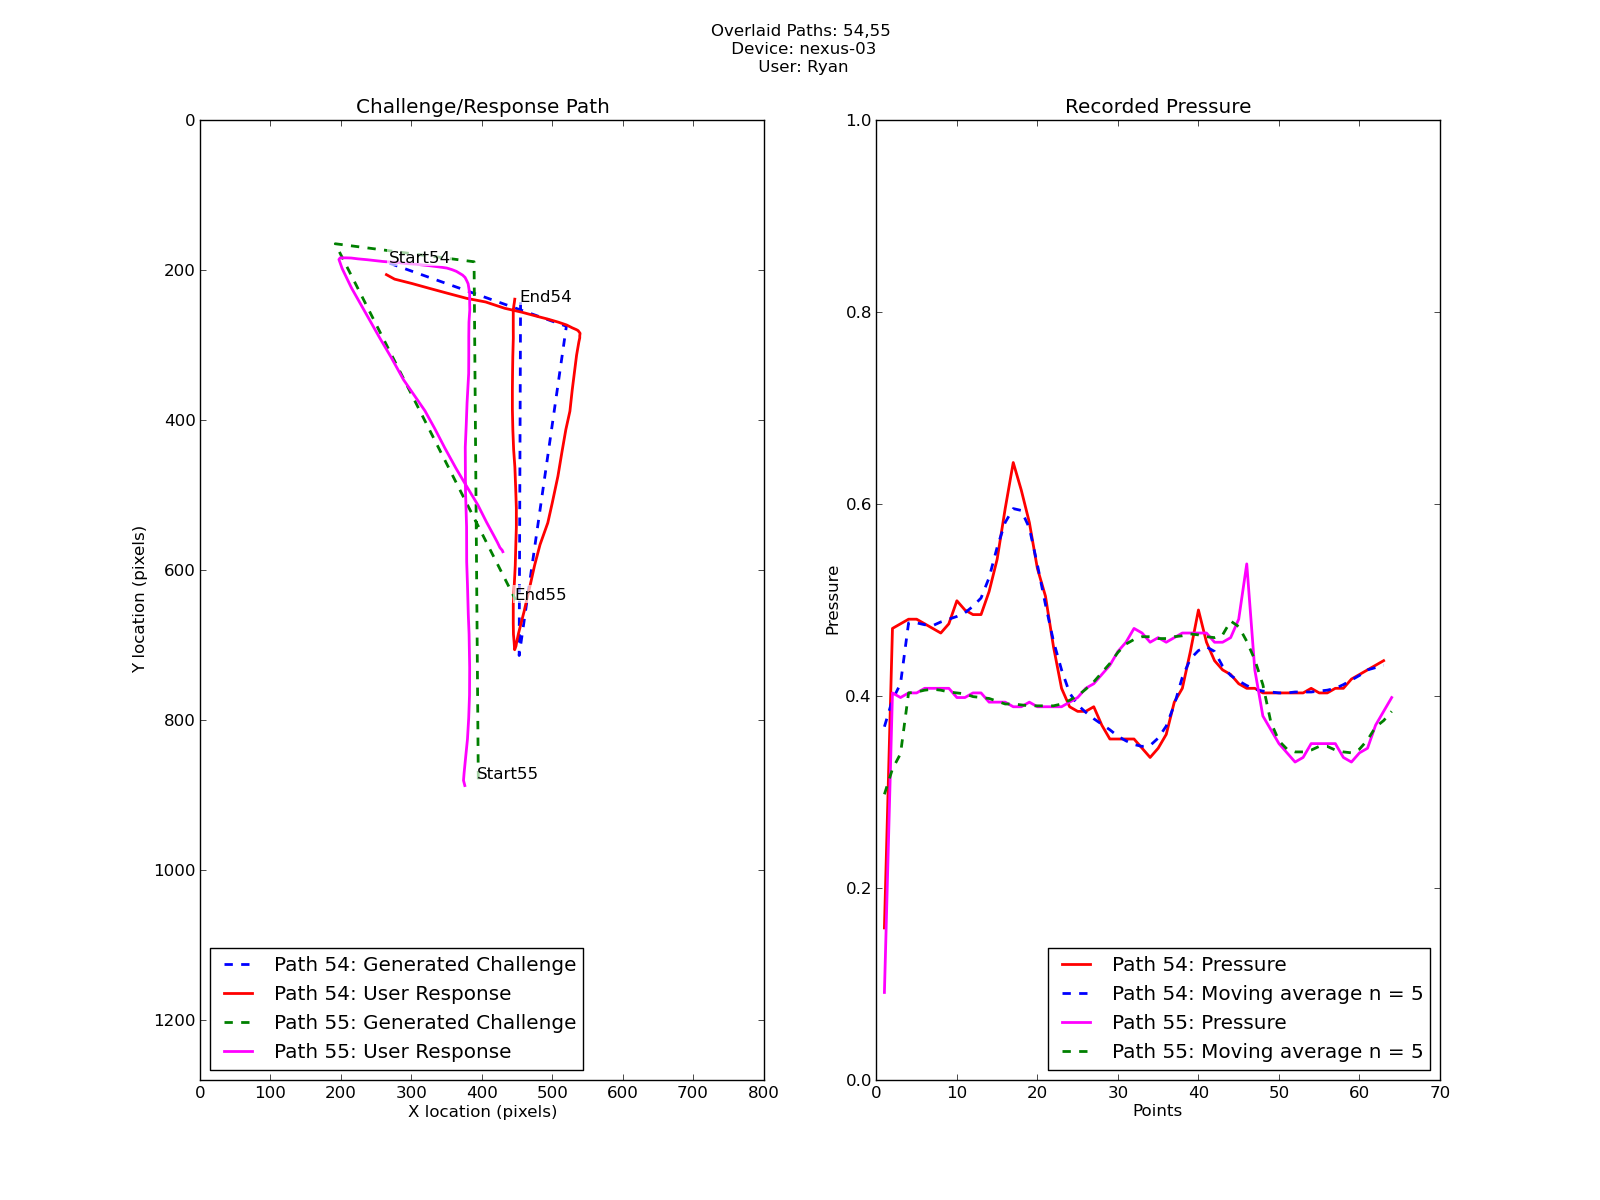 Overlaid Paths: 54,55
Device: nexus-03
User: Ryan
Challenge/Response Path
0
200
400
600
800
1000
1200
Y location (pixels)
Start54
End54
End55
Start55
Path 54: Generated Challenge
Path 54: User Response
Path 55: Generated Challenge
Path 55: User Response
0 100 200 300 400 500 600 700 800
X location (pixels)
Recorded Pressure
1.0
0.8
0.6
0.4
0.2
0.0
Pressure
Path 54: Pressure
Path 54: Moving average n = 5
Path 55: Pressure
Path 55: Moving average n = 5
0 10 20 30 40 50 60 70
Points